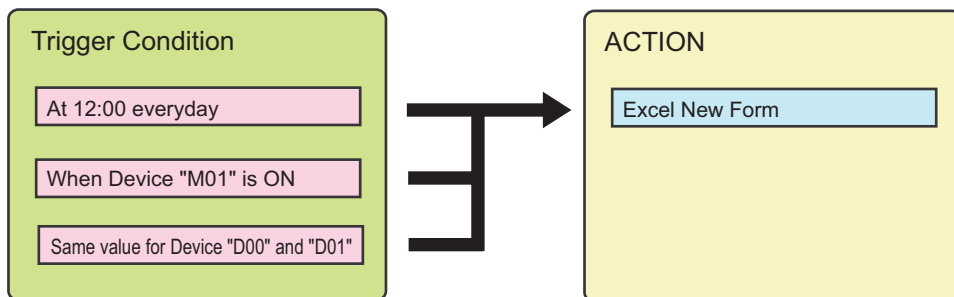 Trigger Condition
At 12:00 everyday
When Device "M01" is ON
Same value for Device "D00" and "D01"
ACTION
Excel New Form